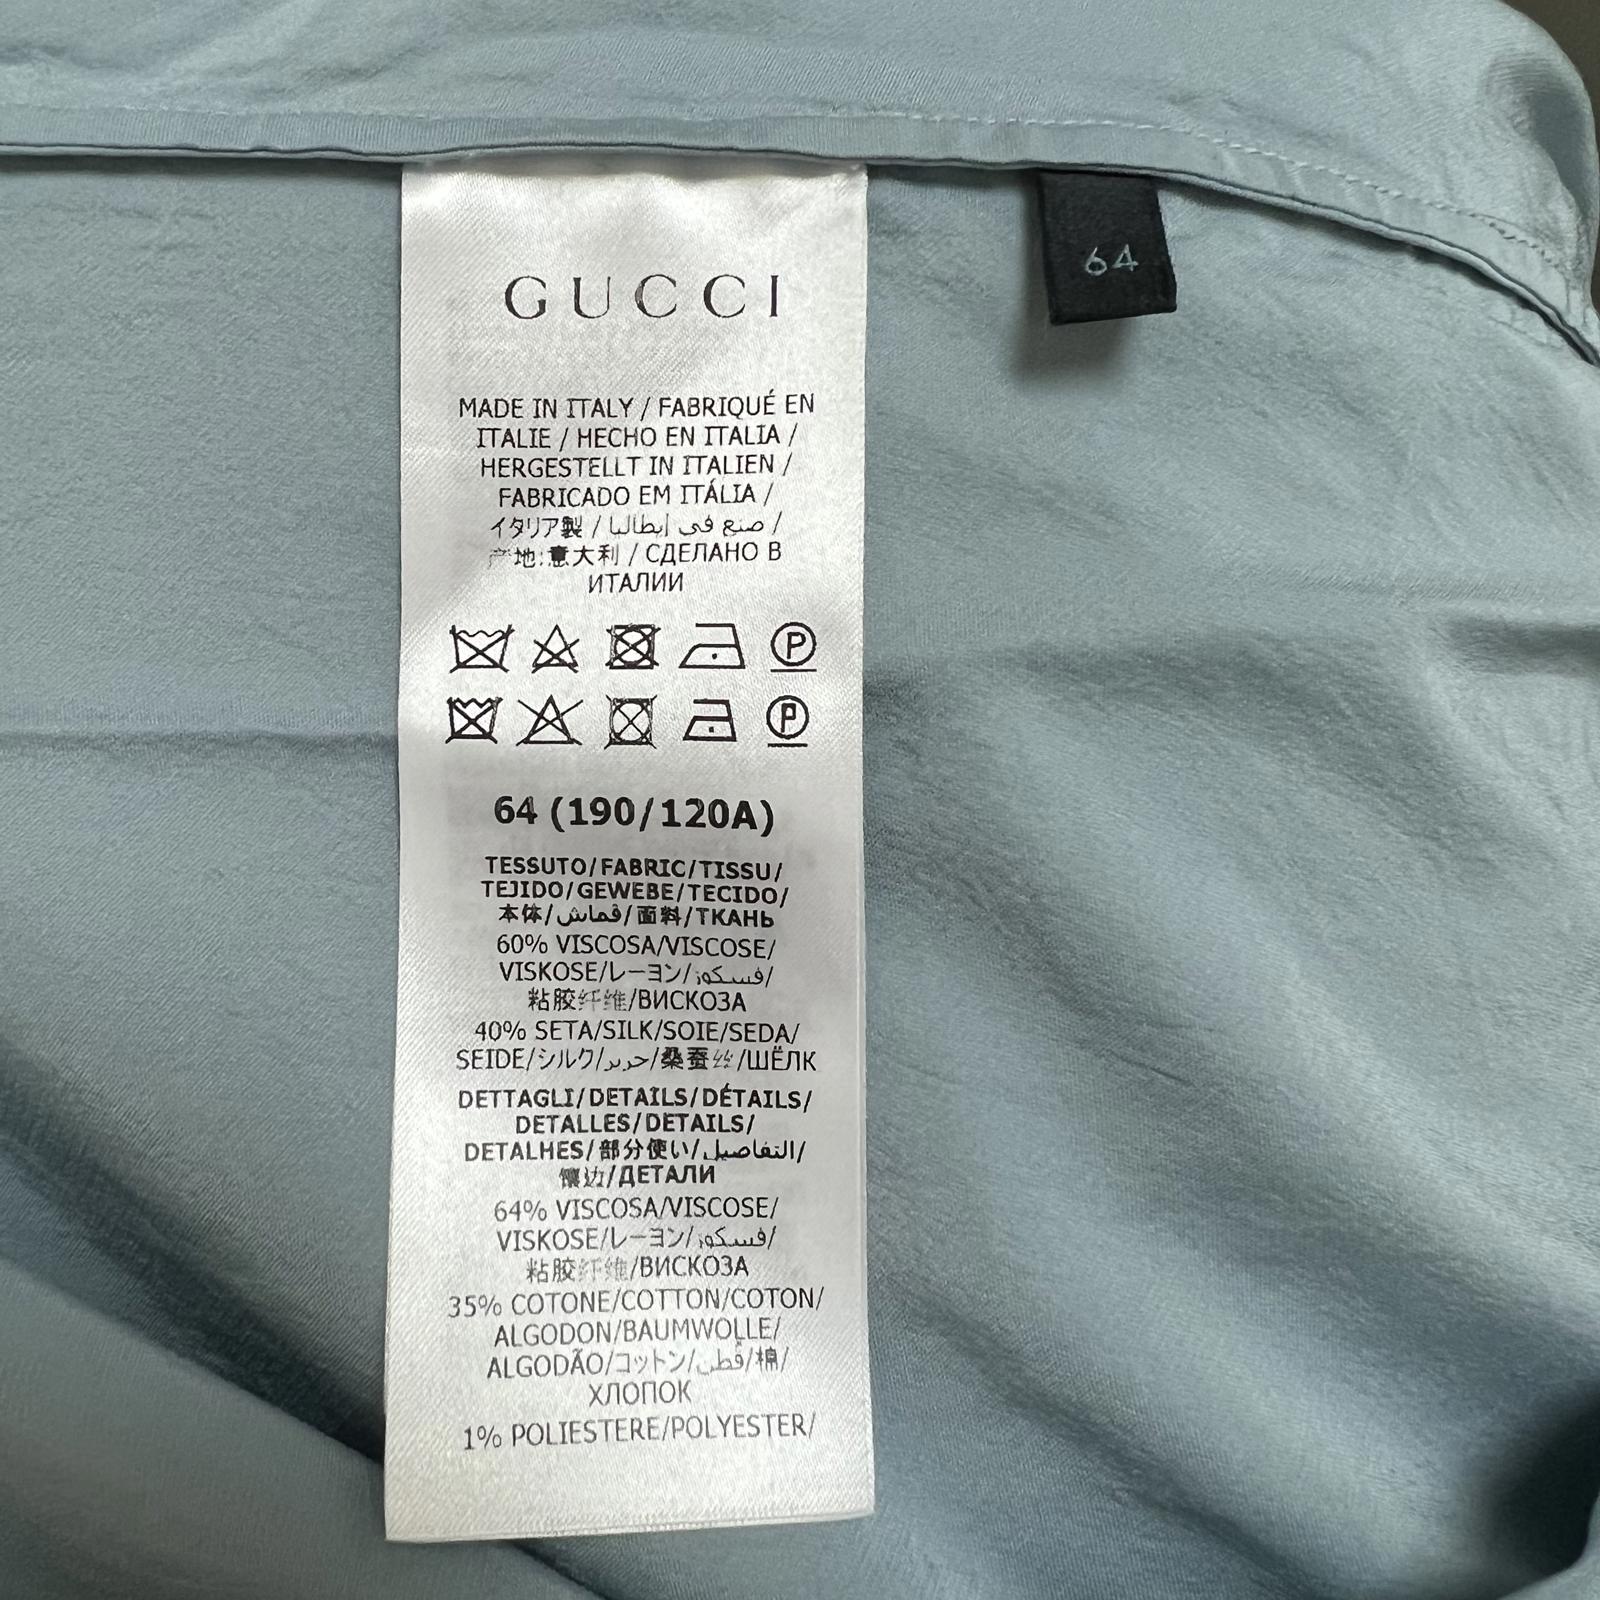 GUCCI
64
MADE IN ITALY / FABRIQUÉ EN
ITALIE / HECHO EN ITALIA /
HERGESTELLT IN ITALIEN /
FABRICADO EM ITÁLIA /
イタリア製 / صنع في إيطاليا /
产地:意大利 / СДЕЛАНО В
ИТАЛИИ
P
P
64 (190/120A)
TESSUTO/FABRIC/TISSU/
TEJIDO/GEWEBE/TECIDO/
本体/قماش/面料/ТКАНЬ
60% VISCOSA/VISCOSE/
VISKOSE/レーヨン/فسكوز/
粘胶纤维/ВИСКОЗА
40% SETA/SILK/SOIE/SEDA/
SEIDE/シルク/حرير/桑蚕丝/ШЁЛК
DETTAGLI/DETAILS/DÉTAILS/
DETALLES/DETAILS/
DETALHES/部分使い/التفاصيل/
镶边/ДЕТАЛИ
64% VISCOSA/VISCOSE/
VISKOSE/レーヨン/فسكوز/
粘胶纤维/ВИСКОЗА
35% COTONE/COTTON/COTON/
ALGODON/BAUMWOLLE/
ALGODÃO/コットン/قطن/棉/
ХЛОПОК
1% POLIESTERE/POLYESTER/